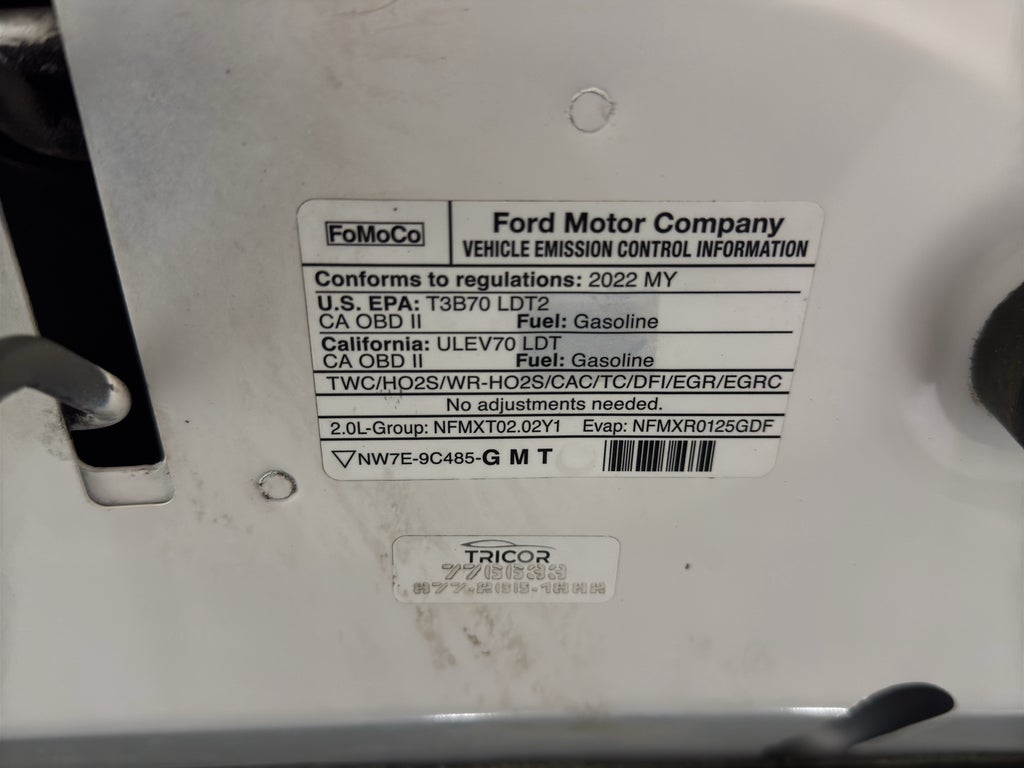 FoMoCo
Ford Motor Company
VEHICLE EMISSION CONTROL INFORMATION
Conforms to regulations: 2022 MY
U.S. EPA: T3B70 LDT2
CA OBD II Fuel: Gasoline
California: ULEV70 LDT
CA OBD II Fuel: Gasoline
TWC/HO2S/WR-HO2S/CAC/TC/DFI/EGR/EGRC
No adjustments needed.
2.0L-Group: NFMXT02.02Y1 Evap: NFMXR0125GDF
NW7E-9C485-G M T
TRICOR